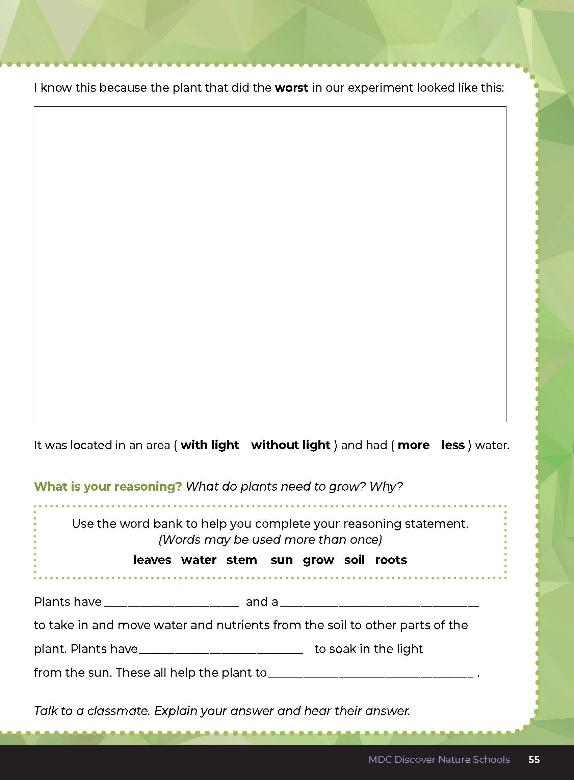 I know this because the plant that did the worst in our experiment looked like this:
It was located in an area ( with light without light ) and had ( more less ) water.
What is your reasoning? What do plants need to grow? Why?
Use the word bank to help you complete your reasoning statement.
(Words may be used more than once)
leaves water stem sun grow soil roots
Plants have ____________________ and a ______________________________
to take in and move water and nutrients from the soil to other parts of the
plant. Plants have ________________________ to soak in the light
from the sun. These all help the plant to ______________________________ .
Talk to a classmate. Explain your answer and hear their answer.
MDC Discover Nature Schools 55